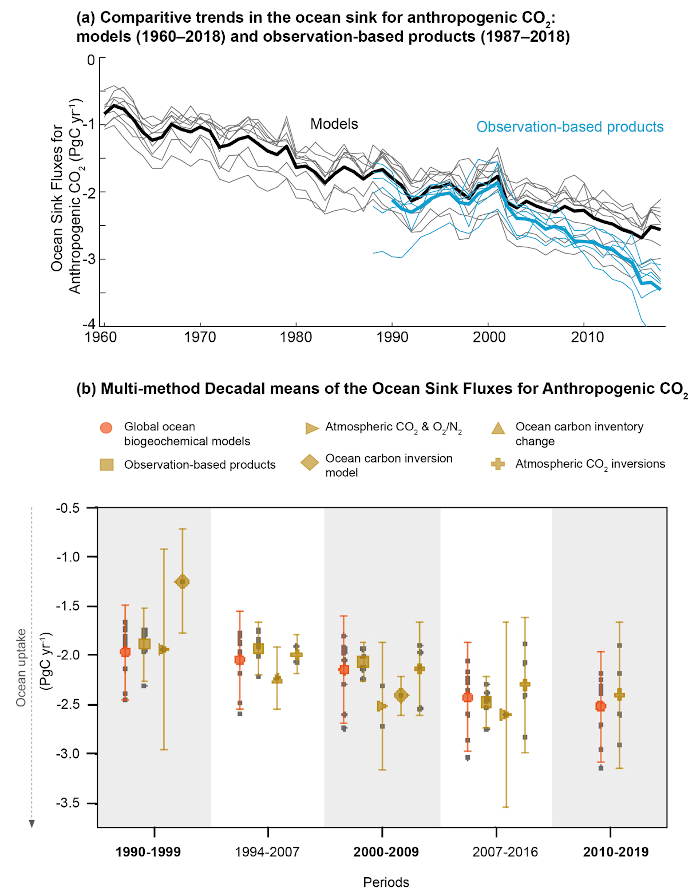 (a) Comparitive trends in the ocean sink for anthropogenic CO₂:
models (1960–2018) and observation-based products (1987–2018)
Ocean Sink Fluxes for
Anthropogenic CO₂ (PgC yr⁻¹)
0
-1
-2
-3
-4
Models
Observation-based products
1960
1970
1980
1990
2000
2010
(b) Multi-method Decadal means of the Ocean Sink Fluxes for Anthropogenic CO₂
Global ocean
biogeochemical models
Atmospheric CO₂ & O₂/N₂
Ocean carbon inventory
change
Observation-based products
Ocean carbon inversion
model
Atmospheric CO₂ inversions
Ocean uptake
(PgC yr⁻¹)
-0.5
-1.0
-1.5
-2.0
-2.5
-3.0
-3.5
1990-1999
1994-2007
2000-2009
2007-2016
2010-2019
Periods